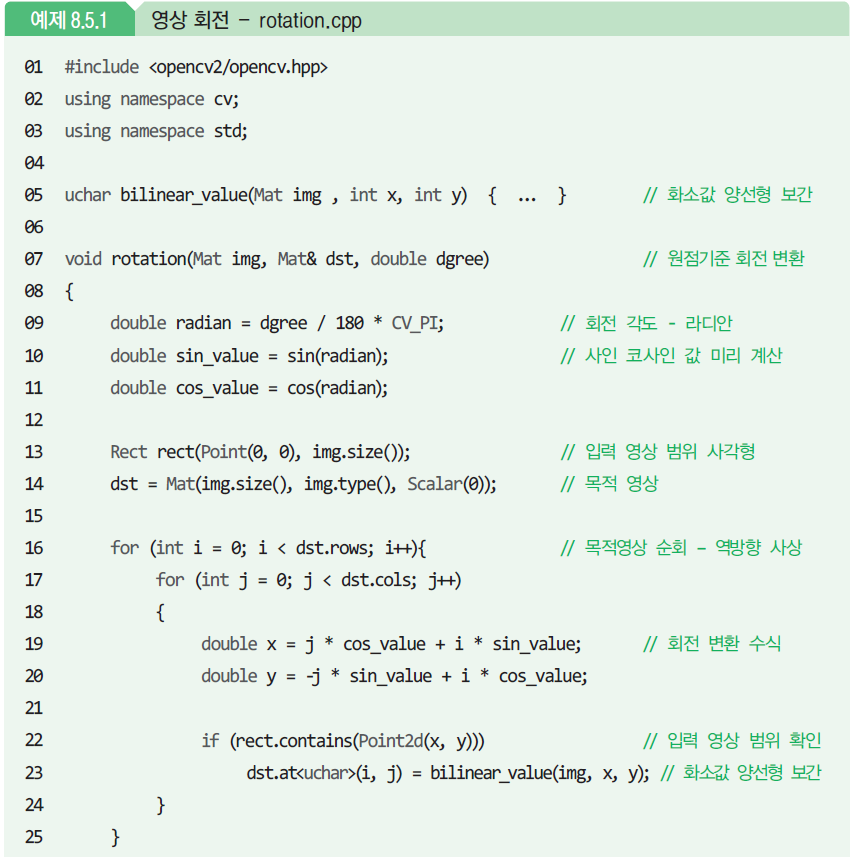 예제 8.5.1 영상 회전 - rotation.cpp
01 #include <opencv2/opencv.hpp>
02 using namespace cv;
03 using namespace std;
04
05 uchar bilinear_value(Mat img , int x, int y) { … } // 화소값 양선형 보간
06
07 void rotation(Mat img, Mat& dst, double dgree) // 원점기준 회전 변환
08 {
09 double radian = dgree / 180 * CV_PI; // 회전 각도 - 라디안
10 double sin_value = sin(radian); // 사인 코사인 값 미리 계산
11 double cos_value = cos(radian);
12
13 Rect rect(Point(0, 0), img.size()); // 입력 영상 범위 사각형
14 dst = Mat(img.size(), img.type(), Scalar(0)); // 목적 영상
15
16 for (int i = 0; i < dst.rows; i++){ // 목적영상 순회 – 역방향 사상
17 for (int j = 0; j < dst.cols; j++)
18 {
19 double x = j * cos_value + i * sin_value; // 회전 변환 수식
20 double y = -j * sin_value + i * cos_value;
21
22 if (rect.contains(Point2d(x, y))) // 입력 영상 범위 확인
23 dst.at<uchar>(i, j) = bilinear_value(img, x, y); // 화소값 양선형 보간
24 }
25 }